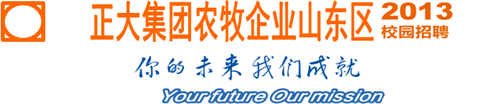 正大集团农牧企业山东区 2013
校园招聘
你的未来 我们成就
Your future Our mission